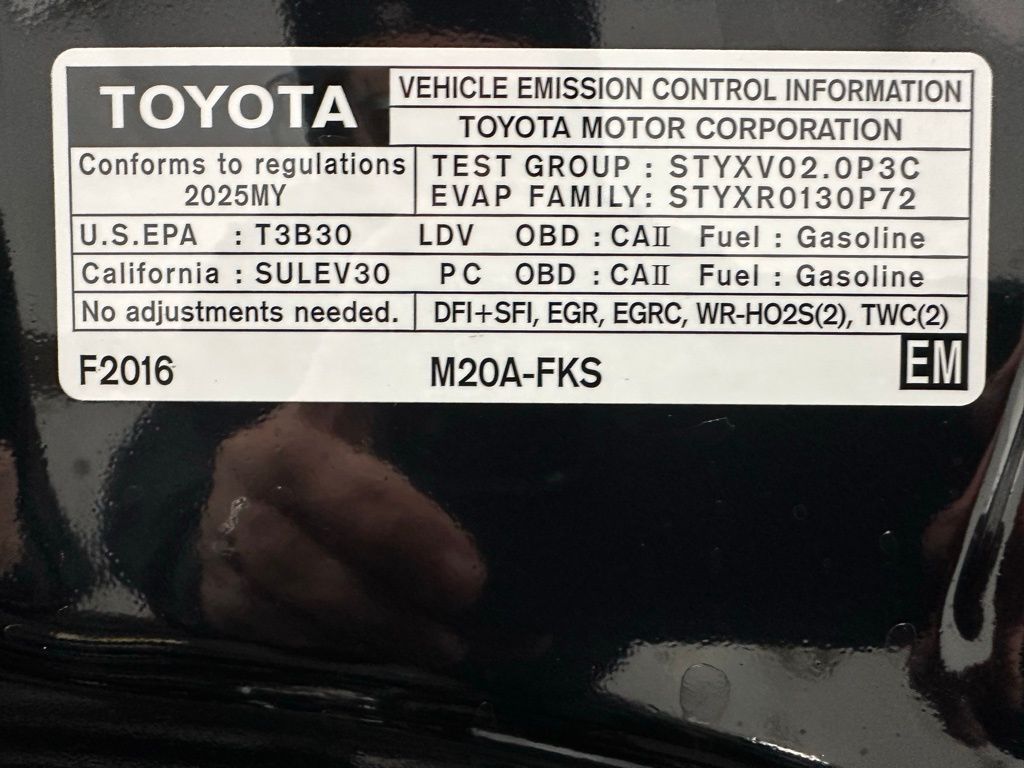 TOYOTA
VEHICLE EMISSION CONTROL INFORMATION
TOYOTA MOTOR CORPORATION
Conforms to regulations
2025MY
TEST GROUP : STYXV02.0P3C
EVAP FAMILY: STYXR0130P72
U.S.EPA : T3B30 LDV OBD : CAII Fuel : Gasoline
California : SULEV30 PC OBD : CAII Fuel : Gasoline
No adjustments needed. DFI+SFI, EGR, EGRC, WR-HO2S(2), TWC(2)
F2016 M20A-FKS EM